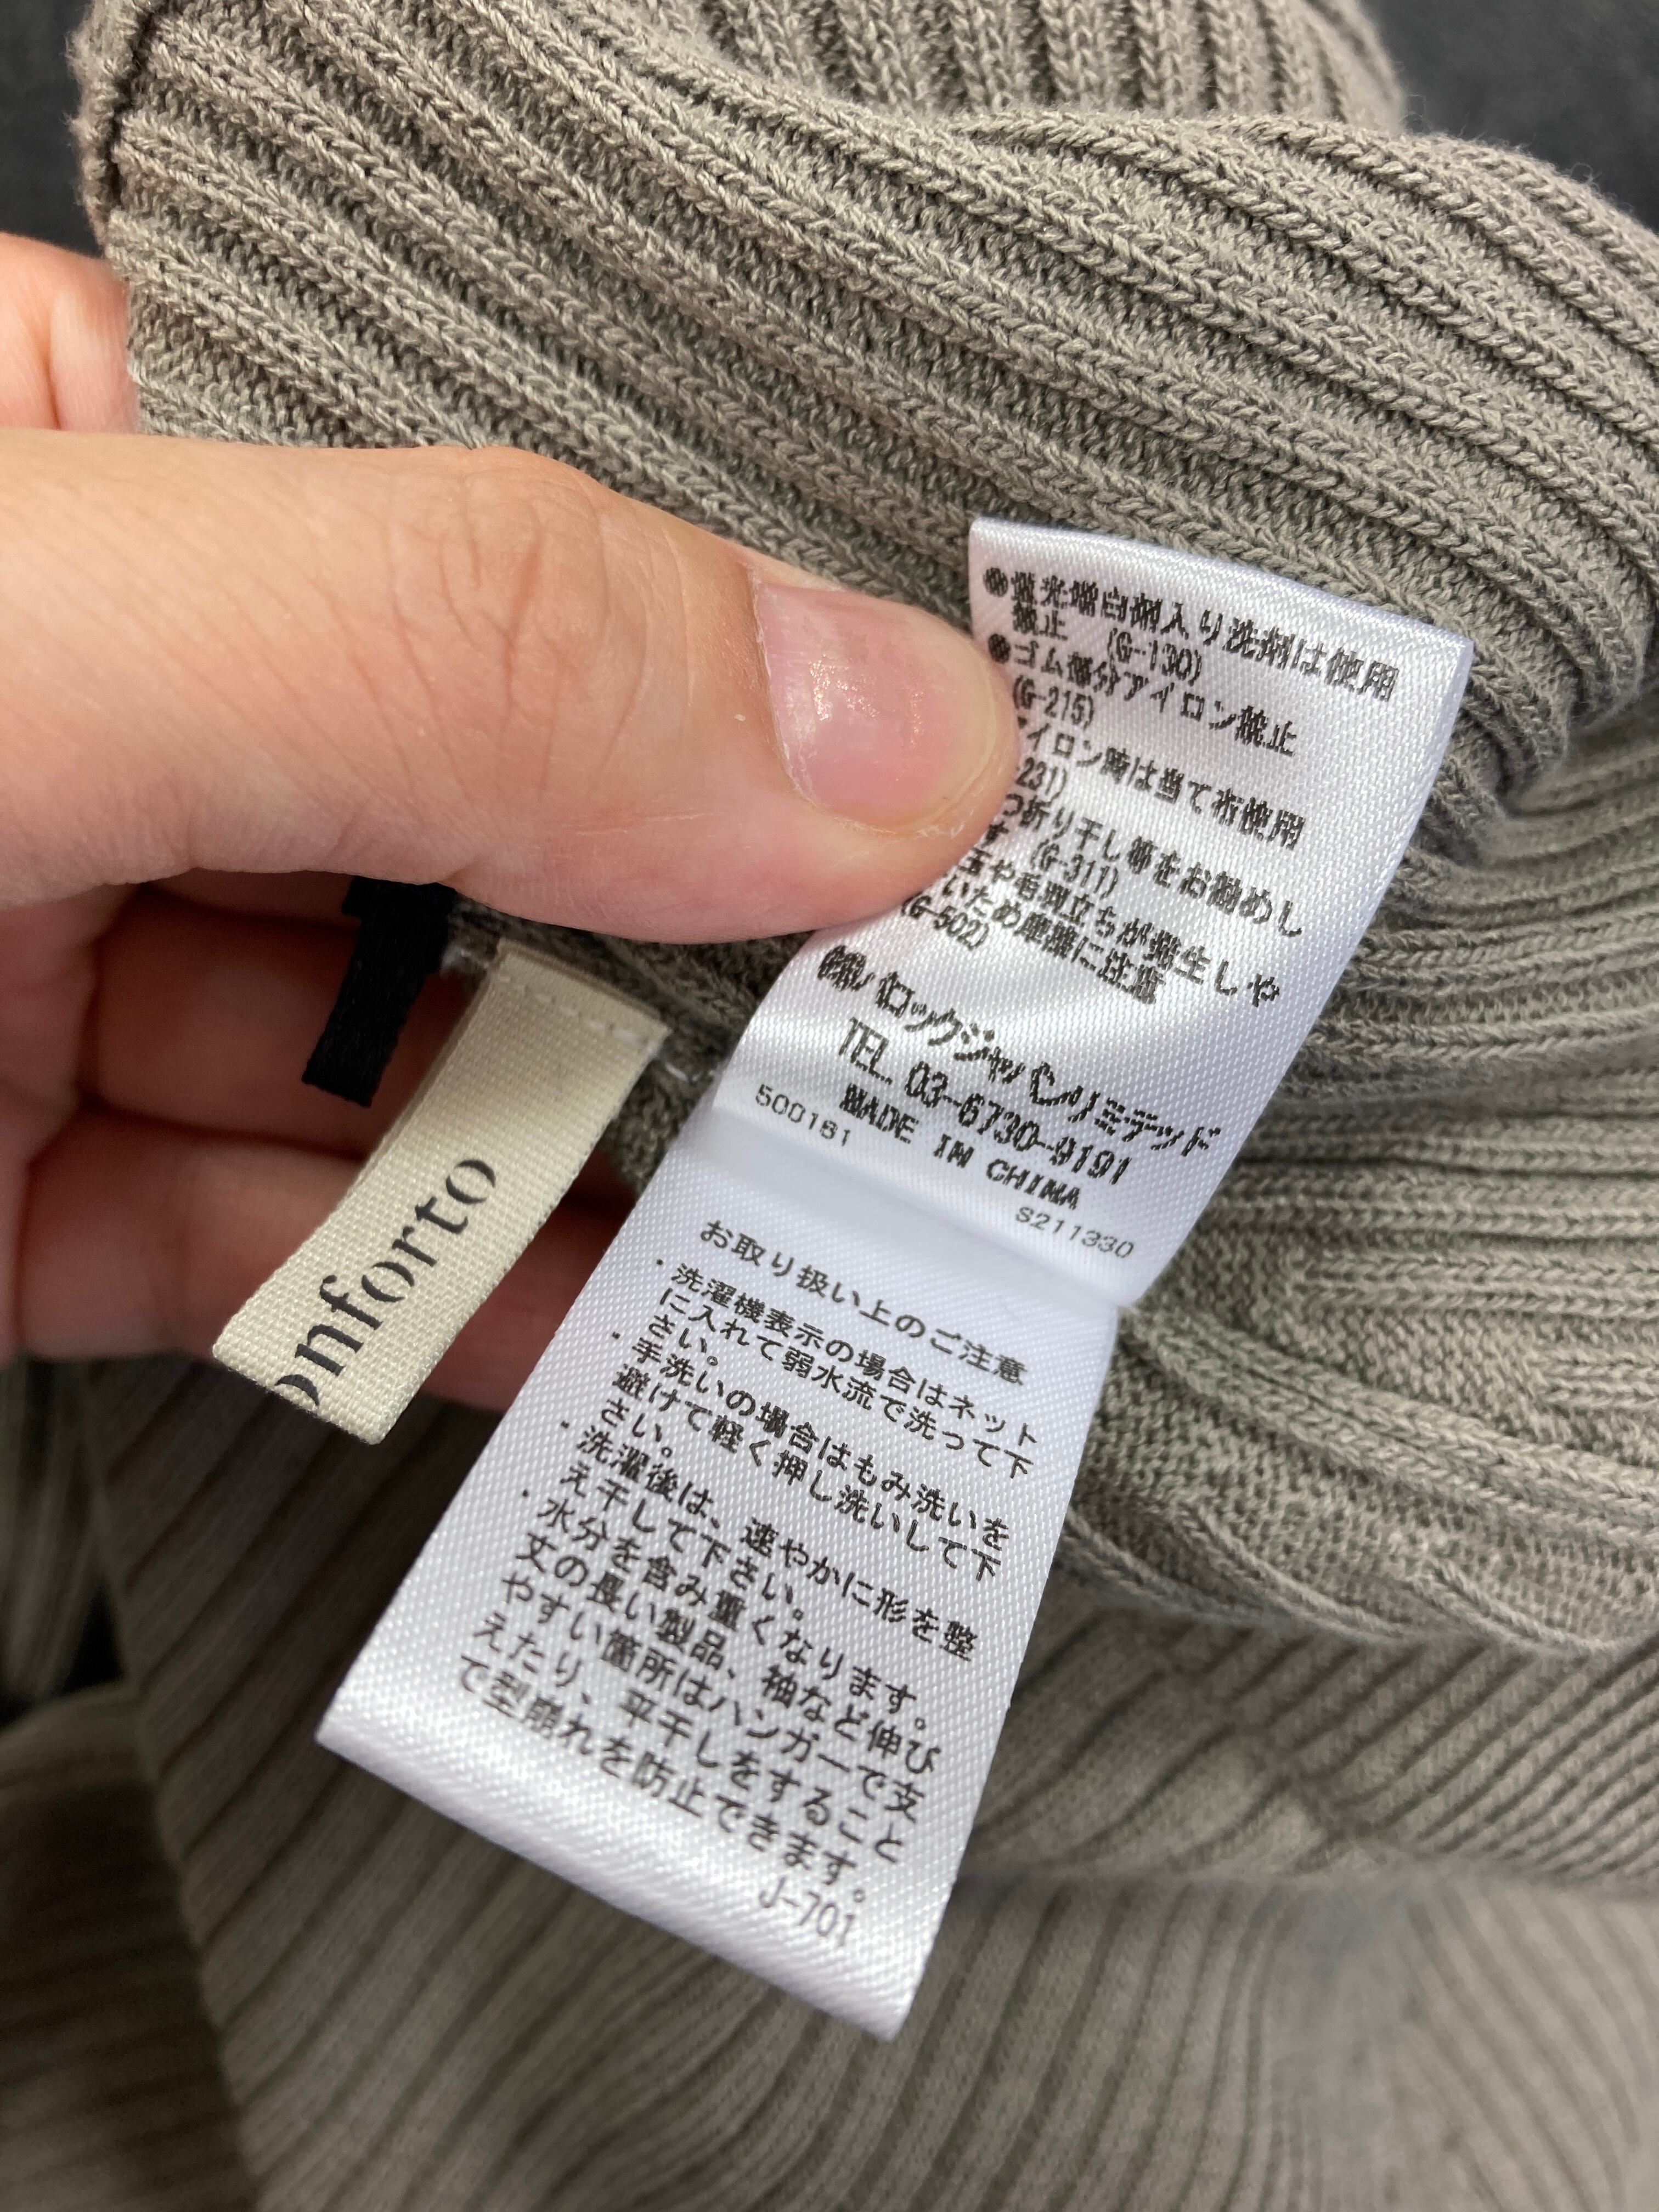 ●蛍光増白剤入り洗剤は使用
禁止 (G-130)
●ゴム部分アイロン禁止
(G-215)
イロン時は当て布使用
231)
つ折り干し等をお勧めし
す (G-311)
玉や毛羽立ちが発生しや
いため摩擦に注意
(G-502)
㈱バロックジャパンリミテッド
TEL. 03-6730-9191
MADE IN CHINA
500181
S211330
お取り扱い上のご注意
・洗濯機表示の場合はネット
に入れて弱水流で洗って下
さい。
・手洗いの場合はもみ洗いを
避けて軽く押し洗いして下
さい。
・洗濯後は、速やかに形を整
え干して下さい。
・水分を含み重くなります。
丈の長い製品、袖など伸び
やすい箇所はハンガーで支
えたり、平干しをすること
で型崩れを防止できます。
J-701
onforto